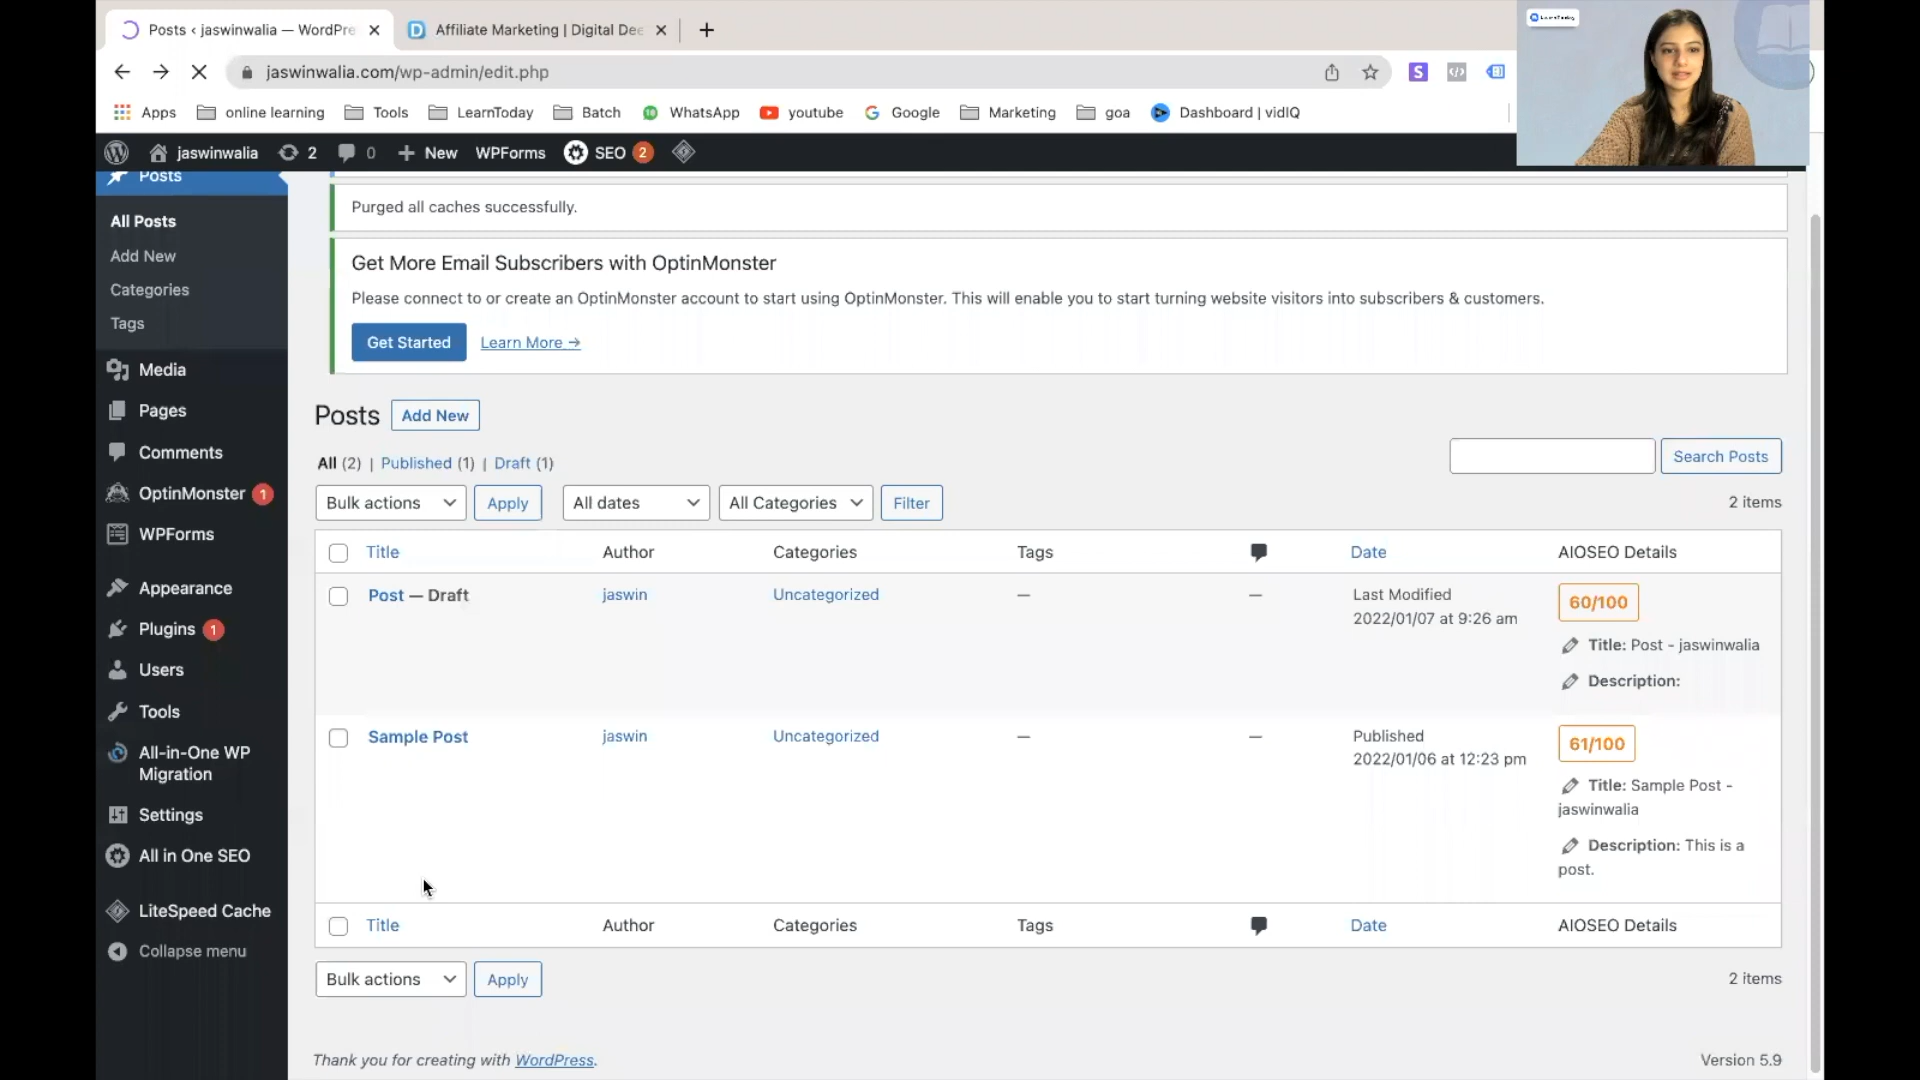 Posts ‹ jaswinwalia — WordPre
Affiliate Marketing | Digital Dee
jaswinwalia.com/wp-admin/edit.php
Apps online learning Tools LearnToday Batch WhatsApp youtube Google Marketing goa Dashboard | vidIQ
jaswinwalia 2 0 New WPForms SEO 2
Posts
All Posts
Add New
Categories
Tags
Media
Pages
Comments
OptinMonster 1
WPForms
Appearance
Plugins 1
Users
Tools
All-in-One WP
Migration
Settings
All in One SEO
LiteSpeed Cache
Collapse menu
Purged all caches successfully.
Get More Email Subscribers with OptinMonster
Please connect to or create an OptinMonster account to start using OptinMonster. This will enable you to start turning website visitors into subscribers & customers.
Get Started Learn More →
Posts Add New
All (2) | Published (1) | Draft (1)
Search Posts
Bulk actions Apply All dates All Categories Filter
2 items
Title Author Categories Tags Date AIOSEO Details
Post — Draft jaswin Uncategorized — — Last Modified 60/100
2022/01/07 at 9:26 am
Title: Post - jaswinwalia
Description:
Sample Post jaswin Uncategorized — — Published 61/100
2022/01/06 at 12:23 pm
Title: Sample Post -
jaswinwalia
Description: This is a
post.
Title Author Categories Tags Date AIOSEO Details
Bulk actions Apply
2 items
Thank you for creating with WordPress.
Version 5.9